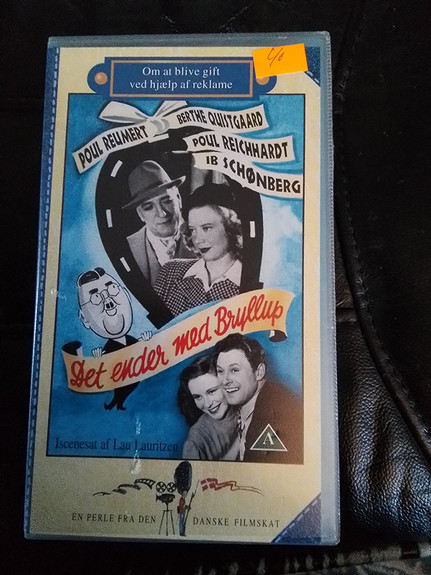 Om at blive gift
ved hjælp af reklame
POUL REUMERT
BERTHE QUISTGAARD
POUL REICHHARDT
IB SCHØNBERG
Det ender med Bryllup
Iscenesat af Lau Lauritzen
A
EN PERLE FRA DEN DANSKE FILMSKAT